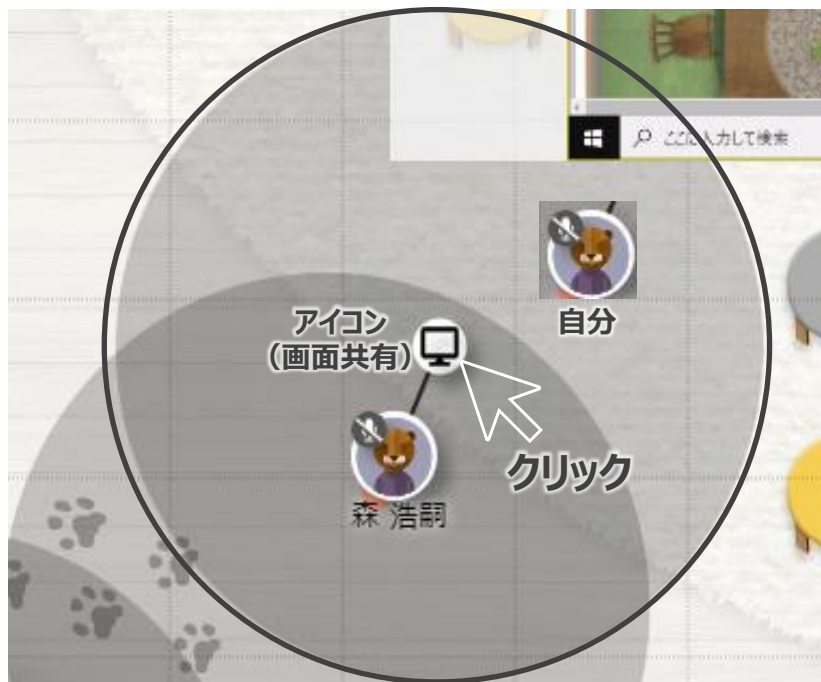 ここに入力して検索
自分
アイコン
（画面共有）
クリック
森 浩嗣